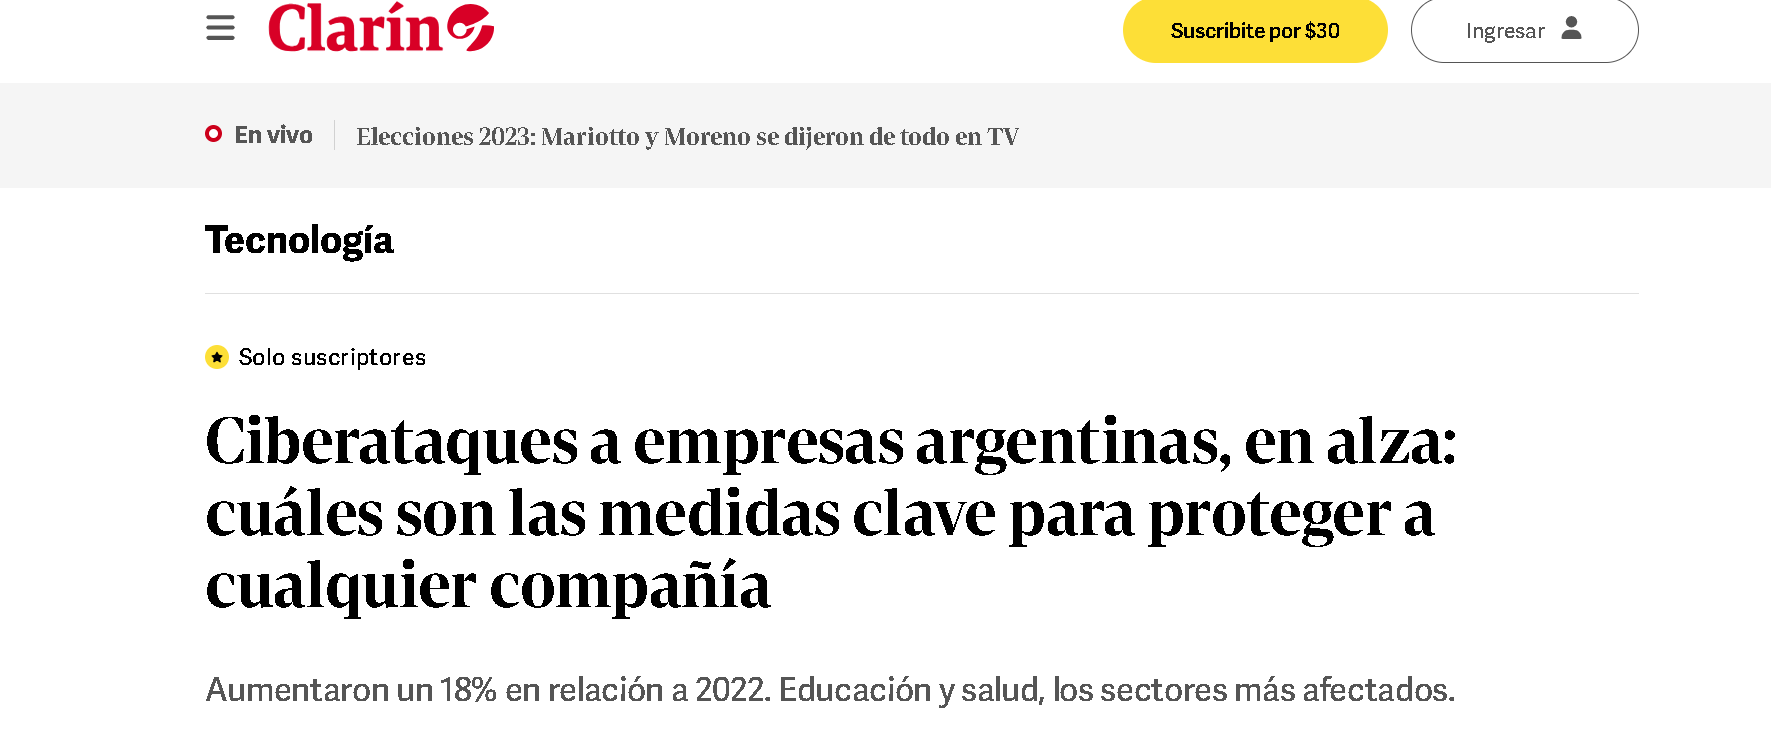 Clarín
Suscribite por $30
Ingresar
En vivo
Elecciones 2023: Mariotto y Moreno se dijeron de todo en TV
Tecnología
Solo suscriptores
Ciberataques a empresas argentinas, en alza:
cuáles son las medidas clave para proteger a
cualquier compañía
Aumentaron un 18% en relación a 2022. Educación y salud, los sectores más afectados.